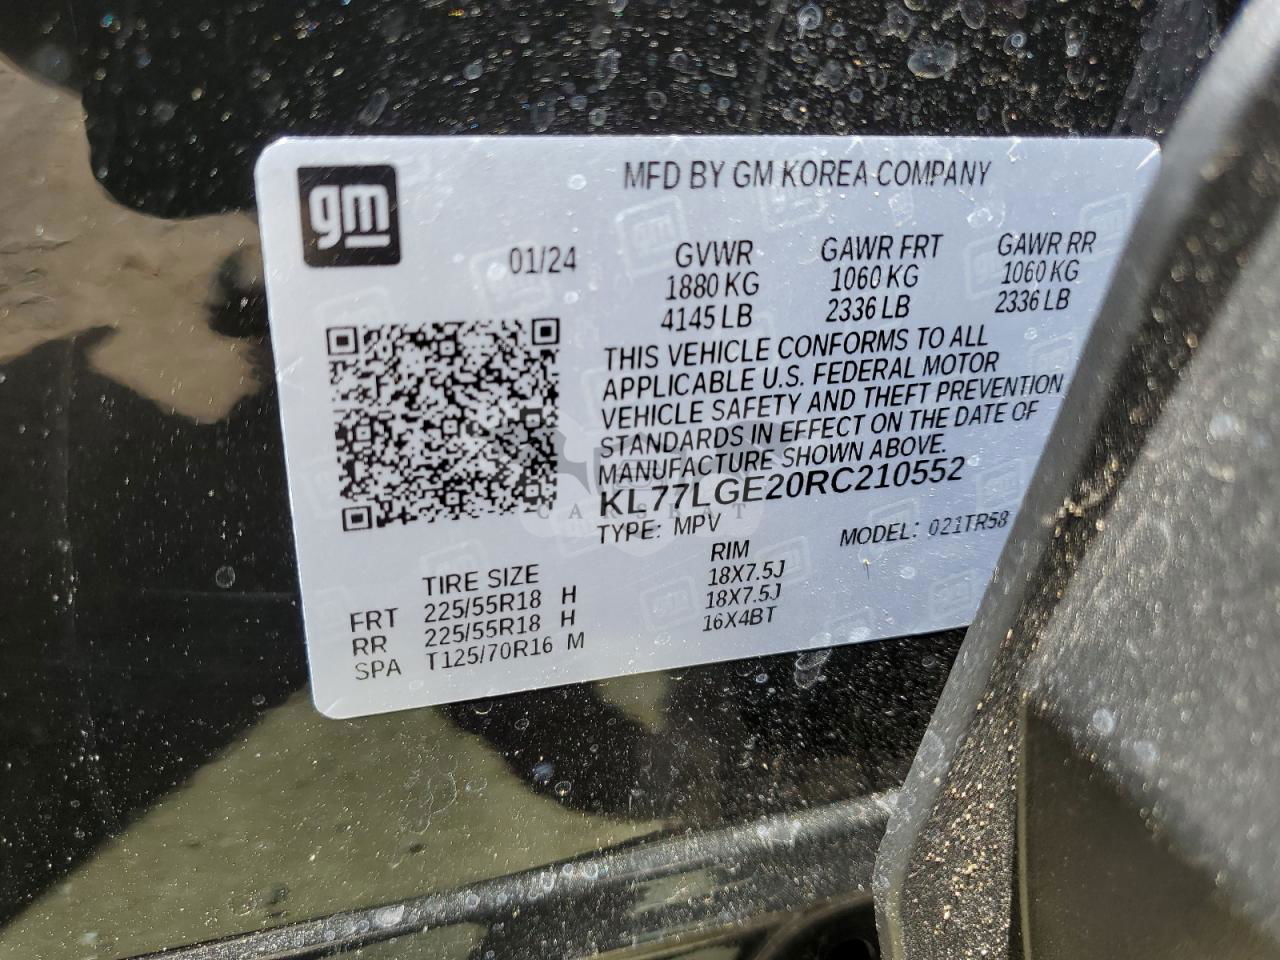 gm
MFD BY GM KOREA COMPANY
01/24
GVWR GAWR FRT GAWR RR
1880 KG 1060 KG 1060 KG
4145 LB 2336 LB 2336 LB
THIS VEHICLE CONFORMS TO ALL
APPLICABLE U.S. FEDERAL MOTOR
VEHICLE SAFETY AND THEFT PREVENTION
STANDARDS IN EFFECT ON THE DATE OF
MANUFACTURE SHOWN ABOVE.
KL77LGE20RC210552
TYPE: MPV MODEL: 021TR58
TIRE SIZE RIM
FRT 225/55R18 H 18X7.5J
RR 225/55R18 H 18X7.5J
SPA T125/70R16 M 16X4BT